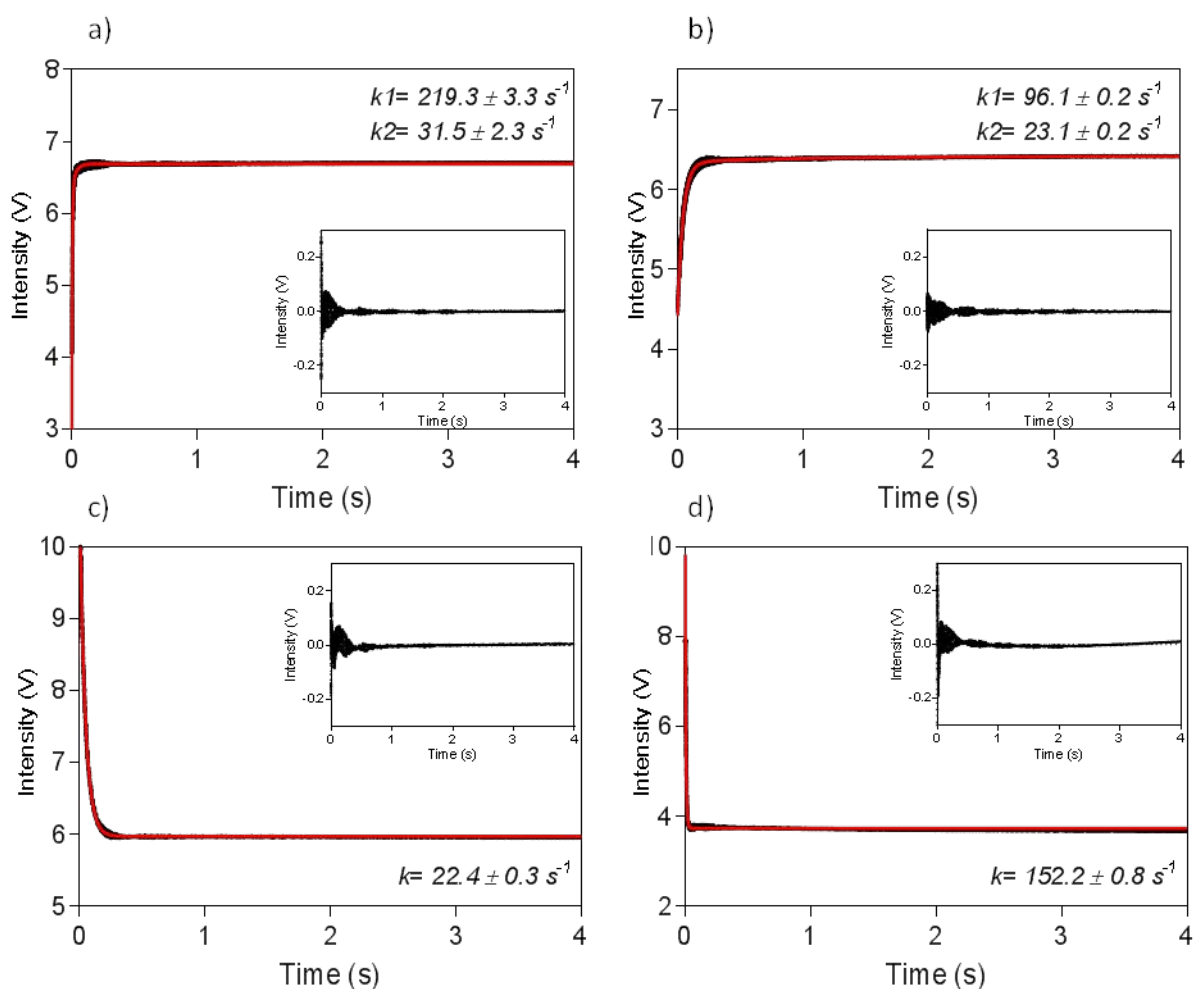 a)
k1= 219.3 ± 3.3 s-1
k2= 31.5 ± 2.3 s-1
8
7
6
5
4
3
Intensity (V)
0 1 2 3 4
Time (s)
0.2
0.0
-0.2
Intensity (V)
0 1 2 3 4
Time (s)
b)
k1= 96.1 ± 0.2 s-1
k2= 23.1 ± 0.2 s-1
7
6
5
4
3
Intensity (V)
0 1 2 3 4
Time (s)
0.2
0.0
-0.2
Intensity (V)
0 1 2 3 4
Time (s)
c)
10
9
8
7
6
5
Intensity (V)
0 1 2 3 4
Time (s)
0.2
0.0
-0.2
Intensity (V)
0 1 2 3 4
Time (s)
k= 22.4 ± 0.3 s-1
d)
10
8
6
4
2
Intensity (V)
0 1 2 3 4
Time (s)
0.2
0.0
-0.2
Intensity (V)
0 1 2 3 4
Time (s)
k= 152.2 ± 0.8 s-1